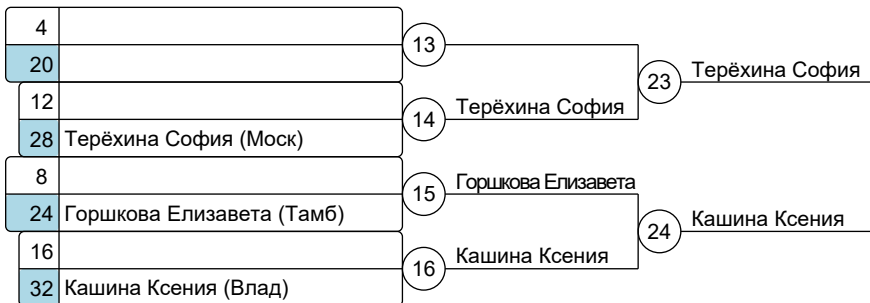 4
20
13
12
28 Терёхина София (Моск)
14
Терёхина София
23
Терёхина София
8
24 Горшкова Елизавета (Тамб)
15
Горшкова Елизавета
16
32 Кашина Ксения (Влад)
16
Кашина Ксения
24
Кашина Ксения